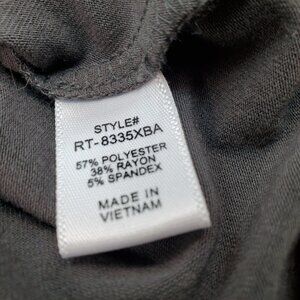 STYLE#
RT-8335XBA
57% POLYESTER
38% RAYON
5% SPANDEX
MADE IN
VIETNAM